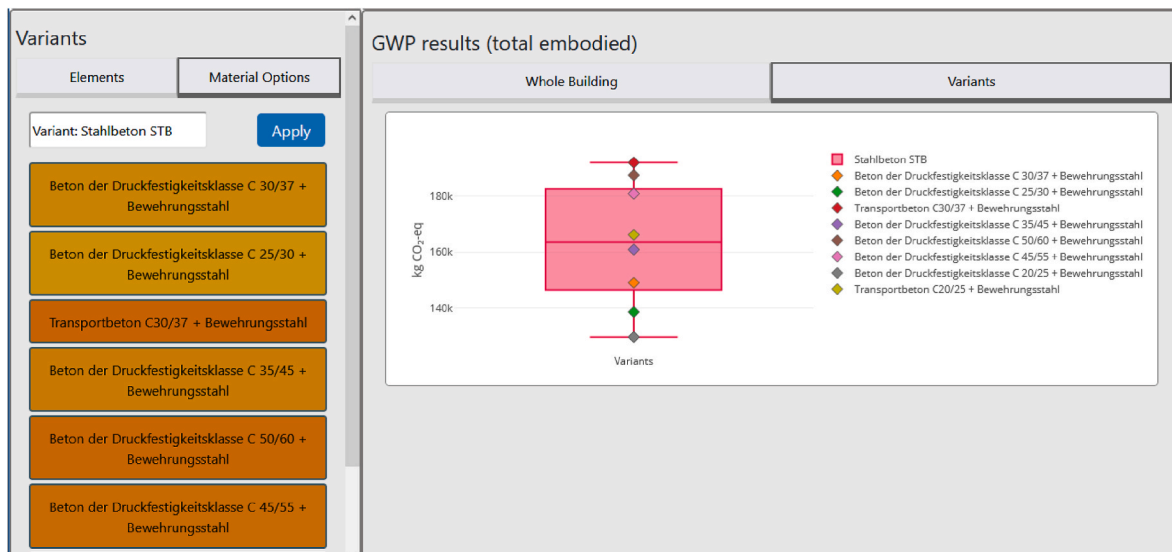 Variants
Elements
Material Options
Variant: Stahlbeton STB
Apply
Beton der Druckfestigkeitsklasse C 30/37 +
Bewehrungsstahl
Beton der Druckfestigkeitsklasse C 25/30 +
Bewehrungsstahl
Transportbeton C30/37 + Bewehrungsstahl
Beton der Druckfestigkeitsklasse C 35/45 +
Bewehrungsstahl
Beton der Druckfestigkeitsklasse C 50/60 +
Bewehrungsstahl
Beton der Druckfestigkeitsklasse C 45/55 +
Bewehrungsstahl
GWP results (total embodied)
Whole Building
Variants
kg CO₂-eq
180k
160k
140k
Variants
Stahlbeton STB
Beton der Druckfestigkeitsklasse C 30/37 + Bewehrungsstahl
Beton der Druckfestigkeitsklasse C 25/30 + Bewehrungsstahl
Transportbeton C30/37 + Bewehrungsstahl
Beton der Druckfestigkeitsklasse C 35/45 + Bewehrungsstahl
Beton der Druckfestigkeitsklasse C 50/60 + Bewehrungsstahl
Beton der Druckfestigkeitsklasse C 45/55 + Bewehrungsstahl
Beton der Druckfestigkeitsklasse C 20/25 + Bewehrungsstahl
Transportbeton C20/25 + Bewehrungsstahl